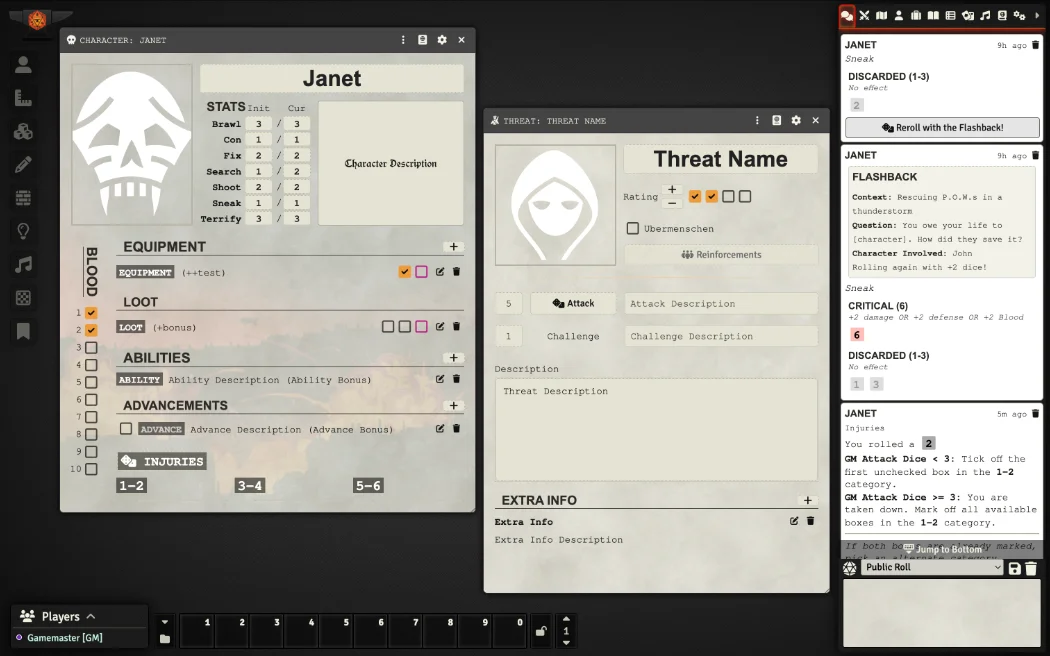 CHARACTER: JANET
Janet
STATS Init Cur
Brawl 3 / 3
Con 1 / 1
Fix 2 / 2
Search 1 / 2
Shoot 2 / 2
Sneak 1 / 1
Terrify 3 / 3
Character Description
BLOOD
1
2
3
4
5
6
7
8
9
10
EQUIPMENT +
EQUIPMENT (++test)
LOOT
LOOT (+bonus)
ABILITIES +
ABILITY Ability Description (Ability Bonus)
ADVANCEMENTS +
ADVANCE Advance Description (Advance Bonus)
INJURIES
1-2 3-4 5-6
THREAT: THREAT NAME
Threat Name
Rating + −
Ubermenschen
Reinforcements
5 Attack Attack Description
1 Challenge Challenge Description
Description
Threat Description
EXTRA INFO +
Extra Info
Extra Info Description
JANET 9h ago
Sneak
DISCARDED (1-3)
No effect
2
Reroll with the Flashback!
JANET 9h ago
FLASHBACK
Context: Rescuing P.O.W.s in a
thunderstorm
Question: You owe your life to
[character]. How did they save it?
Character Involved: John
Rolling again with +2 dice!
Sneak
CRITICAL (6)
+2 damage OR +2 defense OR +2 Blood
6
DISCARDED (1-3)
No effect
1 3
JANET 5m ago
Injuries
You rolled a 2
GM Attack Dice < 3: Tick off the
first unchecked box in the 1-2
category.
GM Attack Dice >= 3: You are
taken down. Mark off all available
boxes in the 1-2 category.
If both boxes are already marked,
pick an alternate category
Jump to Bottom
Public Roll
Players
Gamemaster [GM]
1 2 3 4 5 6 7 8 9 0
1